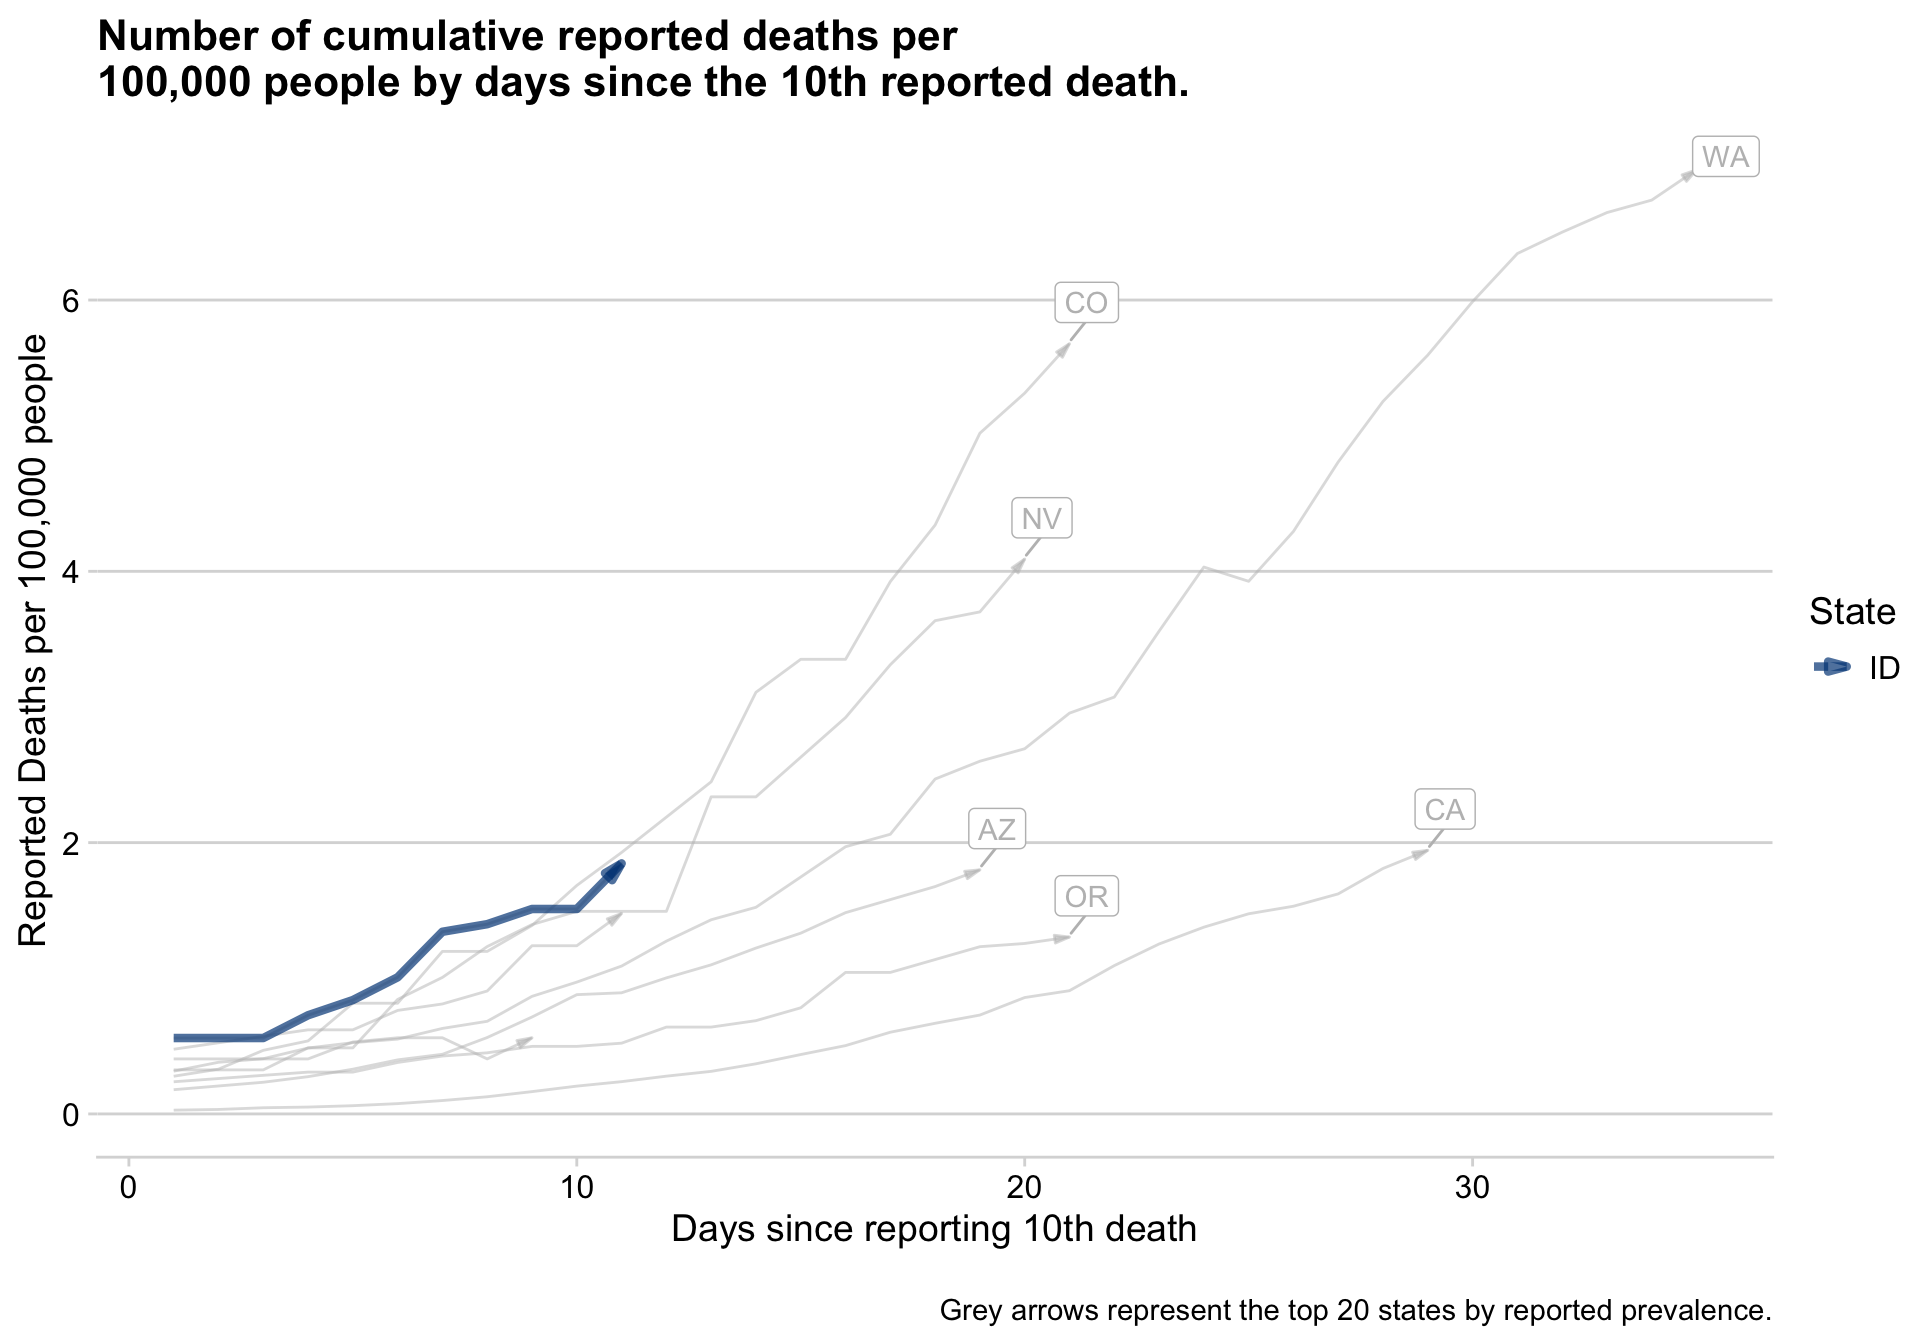 Number of cumulative reported deaths per
100,000 people by days since the 10th reported death.
WA
CO
6
NV
4
CA
AZ
2
OR
0
Reported Deaths per 100,000 people
State
ID
0 10 20 30
Days since reporting 10th death
Grey arrows represent the top 20 states by reported prevalence.